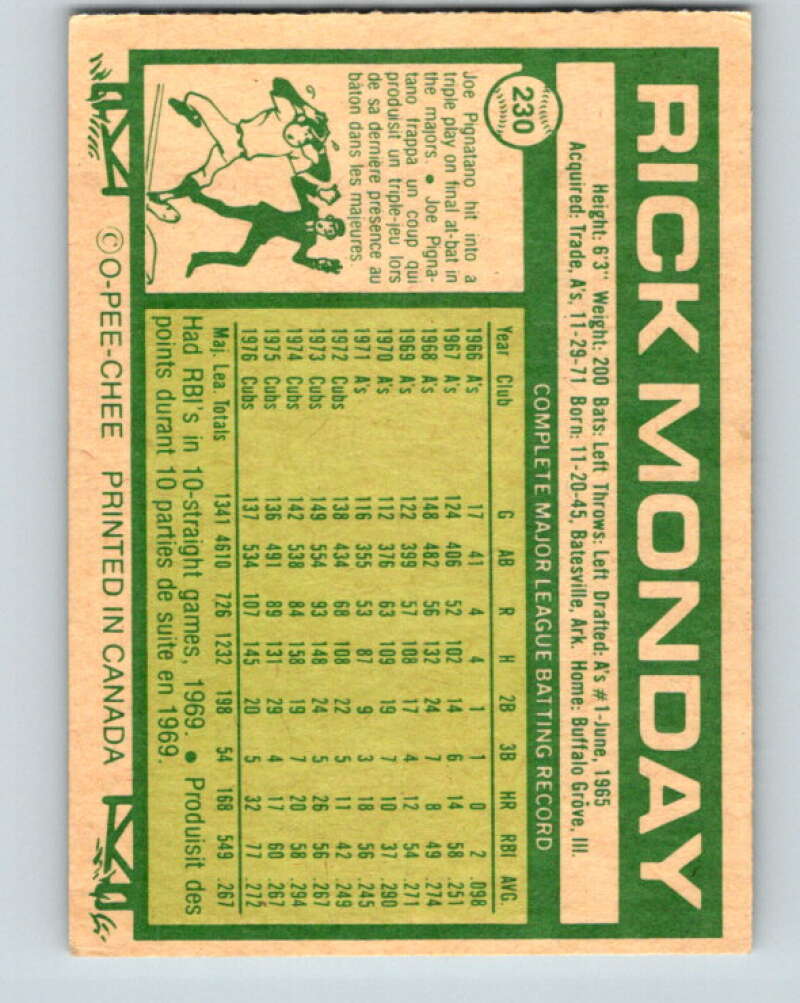 RICK MONDAY
Height: 6'3" Weight: 200 Bats: Left Throws: Left Drafted: A's #1-June, 1965
Acquired: Trade, A's, 11-29-71 Born: 11-20-45, Batesville, Ark. Home: Buffalo Grove, Ill.
230
Joe Pignatano hit into a
triple play on final at-bat in
the majors. • Joe Pigna-
tano frappa un coup qui
produisit un triple-jeu lors
de sa dernière presence au
bâton dans les majeures.
COMPLETE MAJOR LEAGUE BATTING RECORD
Year Club G AB R H 2B 3B HR RBI AVG.
1966 A's 17 41 4 4 1 1 0 2 .098
1967 A's 124 406 52 102 14 6 14 58 .251
1968 A's 148 482 56 132 24 7 8 49 .274
1969 A's 122 399 57 108 17 4 12 54 .271
1970 A's 112 376 63 109 19 7 10 37 .290
1971 A's 116 355 53 87 9 3 18 56 .245
1972 Cubs 138 434 68 108 22 5 11 42 .249
1973 Cubs 149 554 93 148 24 5 26 56 .267
1974 Cubs 142 538 84 158 19 7 20 58 .294
1975 Cubs 136 491 89 131 29 4 17 60 .267
1976 Cubs 137 534 107 145 20 5 32 77 .272
Maj. Lea. Totals 1341 4610 726 1232 198 54 168 549 .267
Had RBI's in 10-straight games, 1969. • Produisit des
points durant 10 parties de suite en 1969.
©O-PEE-CHEE PRINTED IN CANADA